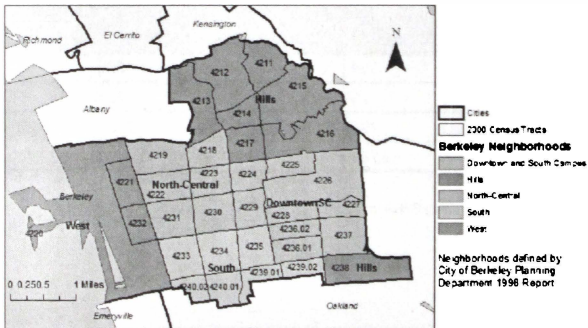 Kensington
El Cerrito
Richmond
N
4211
4212
4215
4213
Hills
4214
Albany
4216
4218
4217
4219
4225
4223
4224
4221
North-Central
4226
4222
Berkeley
DowntownSC
4227
4229
4228
4231
4230
4232
West
4220
4236.02
4237
4236.01
4233
4234
4235
South
4239.02
4238
Hills
4239.01
4240.02
4240.01
0 0.25 0.5 1 Miles
Emeryville
Oakland
Cities
2000 Census Tracts
Berkeley Neighborhoods
Downtown and South Campus
Hills
North-Central
South
West
Neighborhoods defined by
City of Berkeley Planning
Department 1996 Report